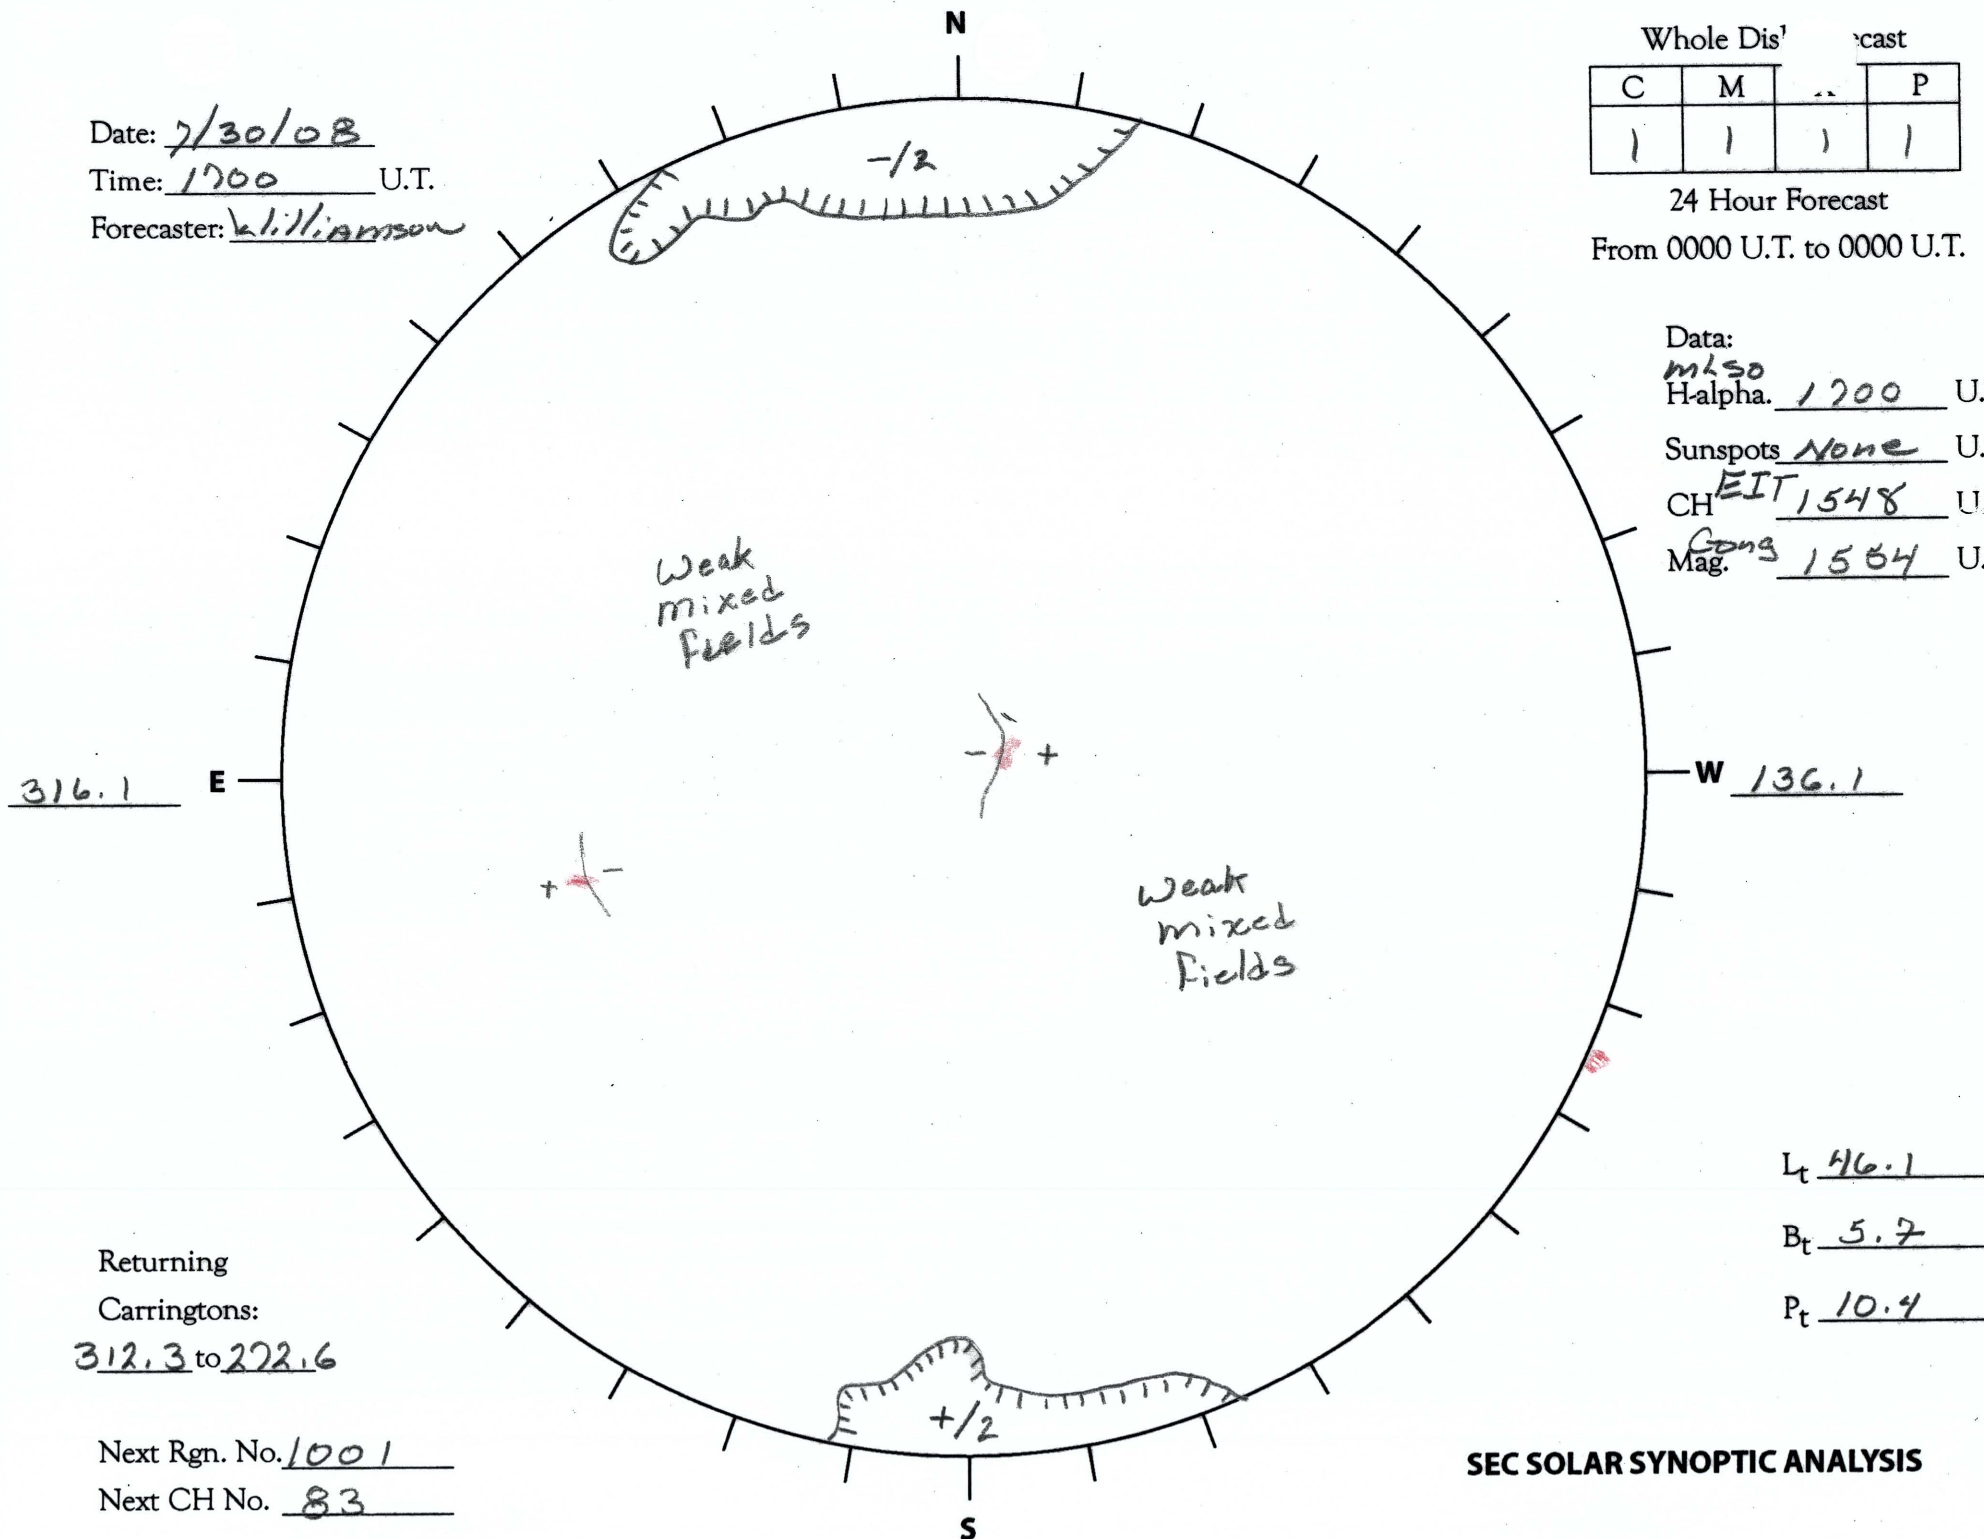 N
Date: 7/30/08
Time: 1700 U.T.
Forecaster: Williamson
Whole Dis ecast
C M P
1 1 1 1
24 Hour Forecast
From 0000 U.T. to 0000 U.T.
-/2
Data:
MLSO
H-alpha. 1700 U.
Sunspots None U.
CH EIT 1548 U.
Mag. Gong 1554 U.
Weak
mixed
fields
- +
316.1 E
W 136.1
+ -
Weak
mixed
fields
Lt 46.1
Bt 5.7
Pt 10.4
Returning
Carringtons:
312.3 to 272.6
+/2
Next Rgn. No. 1001
Next CH No. 83
SEC SOLAR SYNOPTIC ANALYSIS
S